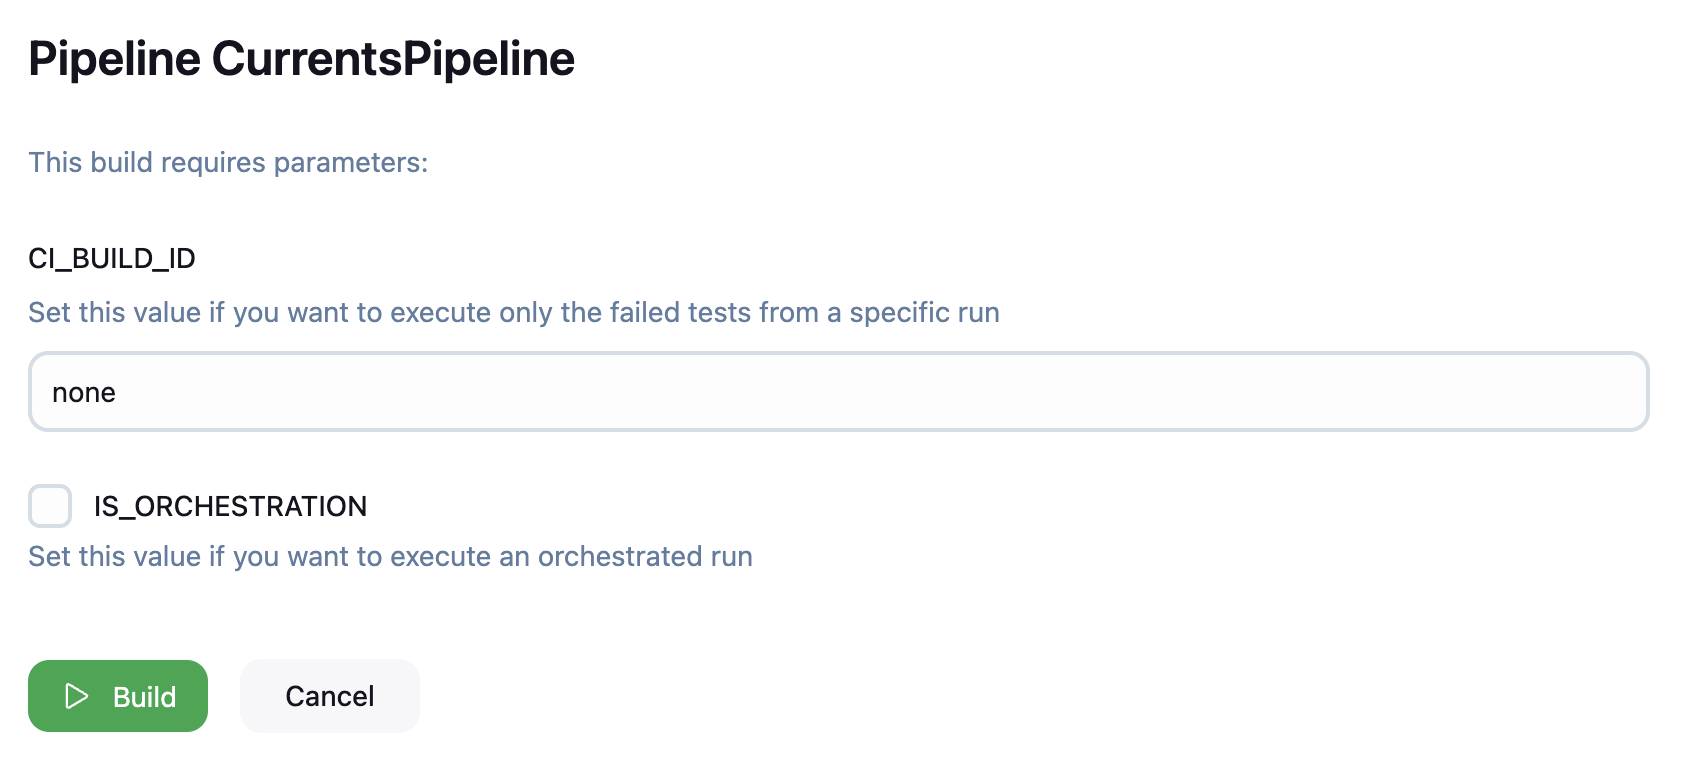 Pipeline CurrentsPipeline
This build requires parameters:
CI_BUILD_ID
Set this value if you want to execute only the failed tests from a specific run
none
IS_ORCHESTRATION
Set this value if you want to execute an orchestrated run
Build
Cancel